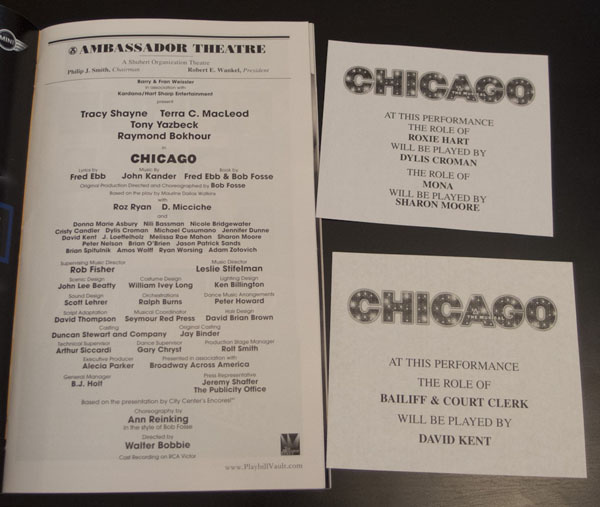 MINI
AMBASSADOR THEATRE
A Shubert Organization Theatre
Philip J. Smith, Chairman Robert E. Wankel, President
Barry & Fran Weissler
in association with
Kardana/Hart Sharp Entertainment
present
Tracy Shayne Terra C. MacLeod
Tony Yazbeck
Raymond Bokhour
in
CHICAGO
Lyrics by Music By Book by
Fred Ebb John Kander Fred Ebb & Bob Fosse
Original Production Directed and Choreographed by Bob Fosse
Based on the play by Maurine Dallas Watkins
with
Roz Ryan D. Micciche
and
Donna Marie Asbury Nili Bassman Nicole Bridgewater
Cristy Candler Dylis Croman Michael Cusumano Jennifer Dunne
David Kent J. Loeffelholz Melissa Rae Mahon Sharon Moore
Peter Nelson Brian O'Brien Jason Patrick Sands
Brian Spitulnik Amos Wolff Ryan Worsing Adam Zotovich
Supervising Music Director Music Director
Rob Fisher Leslie Stifelman
Scenic Design Costume Design Lighting Design
John Lee Beatty William Ivey Long Ken Billington
Sound Design Orchestrations Dance Music Arrangements
Scott Lehrer Ralph Burns Peter Howard
Script Adaptation Musical Coordinator Hair Design
David Thompson Seymour Red Press David Brian Brown
Casting Original Casting
Duncan Stewart and Company Jay Binder
Technical Supervisor Dance Supervisor Production Stage Manager
Arthur Siccardi Gary Chryst Rolt Smith
Executive Producer Presented in association with
Alecia Parker Broadway Across America
General Manager Press Representative
B.J. Holt Jeremy Shaffer
The Publicity Office
Based on the presentation by City Center's Encores!
Choreography by
Ann Reinking
in the style of Bob Fosse
Directed by
Walter Bobbie
Cast Recording on RCA Victor
www.PlaybillVault.com
CHICAGO
THE MUSICAL
AT THIS PERFORMANCE
THE ROLE OF
ROXIE HART
WILL BE PLAYED BY
DYLIS CROMAN
THE ROLE OF
MONA
WILL BE PLAYED BY
SHARON MOORE
CHICAGO
THE MUSICAL
AT THIS PERFORMANCE
THE ROLE OF
BAILIFF & COURT CLERK
WILL BE PLAYED BY
DAVID KENT